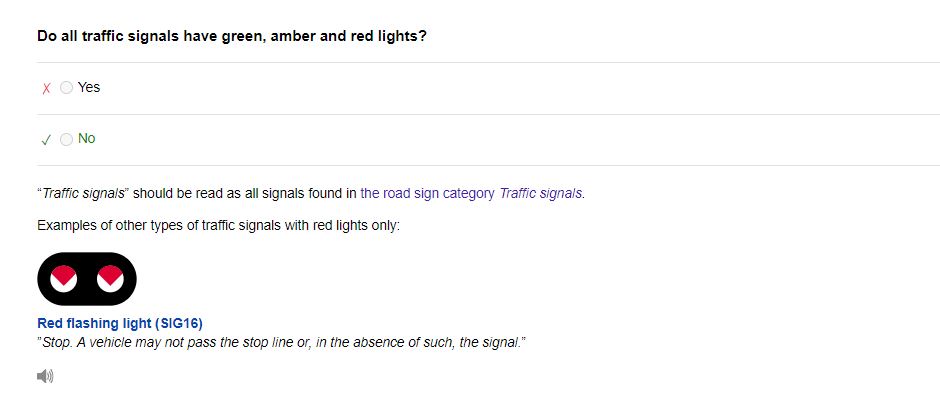 Do all traffic signals have green, amber and red lights?
✗ Yes
✓ No
“Traffic signals” should be read as all signals found in the road sign category Traffic signals.
Examples of other types of traffic signals with red lights only:
Red flashing light (SIG16)
”Stop. A vehicle may not pass the stop line or, in the absence of such, the signal.”